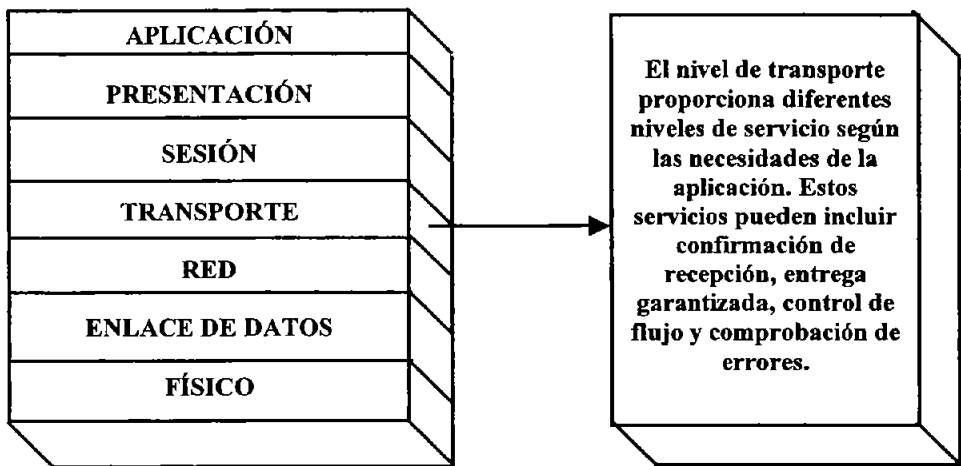 APLICACIÓN
PRESENTACIÓN
SESIÓN
TRANSPORTE
RED
ENLACE DE DATOS
FÍSICO
El nivel de transporte
proporciona diferentes
niveles de servicio según
las necesidades de la
aplicación. Estos
servicios pueden incluir
confirmación de
recepción, entrega
garantizada, control de
flujo y comprobación de
errores.